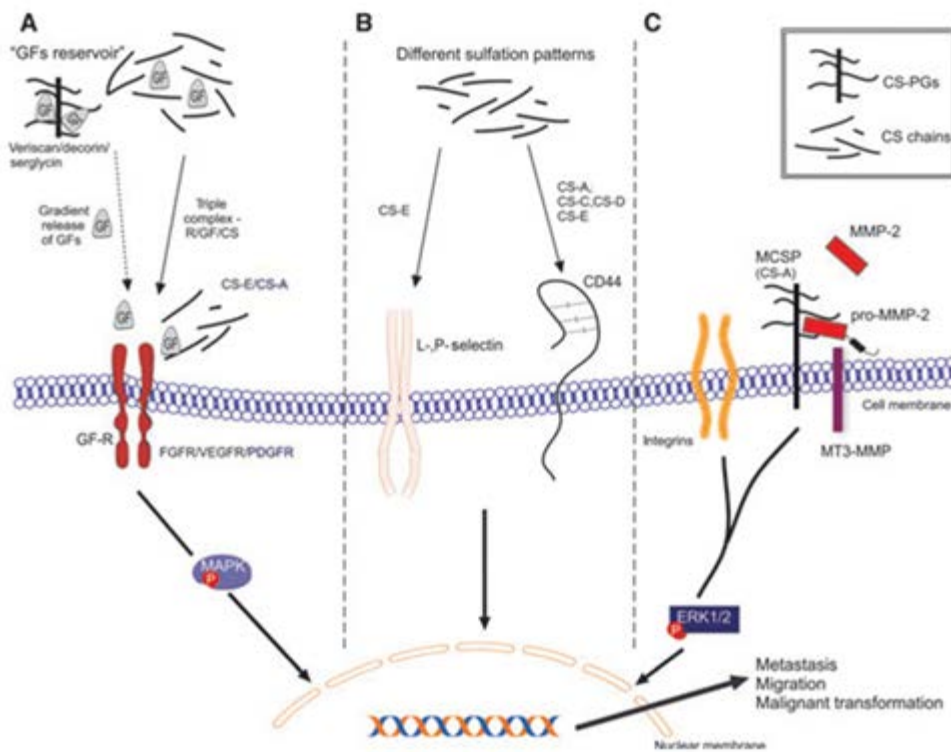 A
"GFs reservoir"
GF
GF
GF
GF
GF
Veriscan/decorin/
serglycin
Gradient
release
of GFs
GF
Triple
complex -
R/GF/CS
CS-E/CS-A
GF
GF
GF-R
FGFR/VEGFR/PDGFR
MAPK
P
B
Different sulfation patterns
CS-E
CS-A,
CS-C,CS-D
CS-E
CD44
L-,P-selectin
C
CS-PGs
CS chains
MMP-2
MCSP
(CS-A)
pro-MMP-2
Cell membrane
Integrins
MT3-MMP
ERK1/2
P
Metastasis
Migration
Malignant transformation
Nuclear membrane